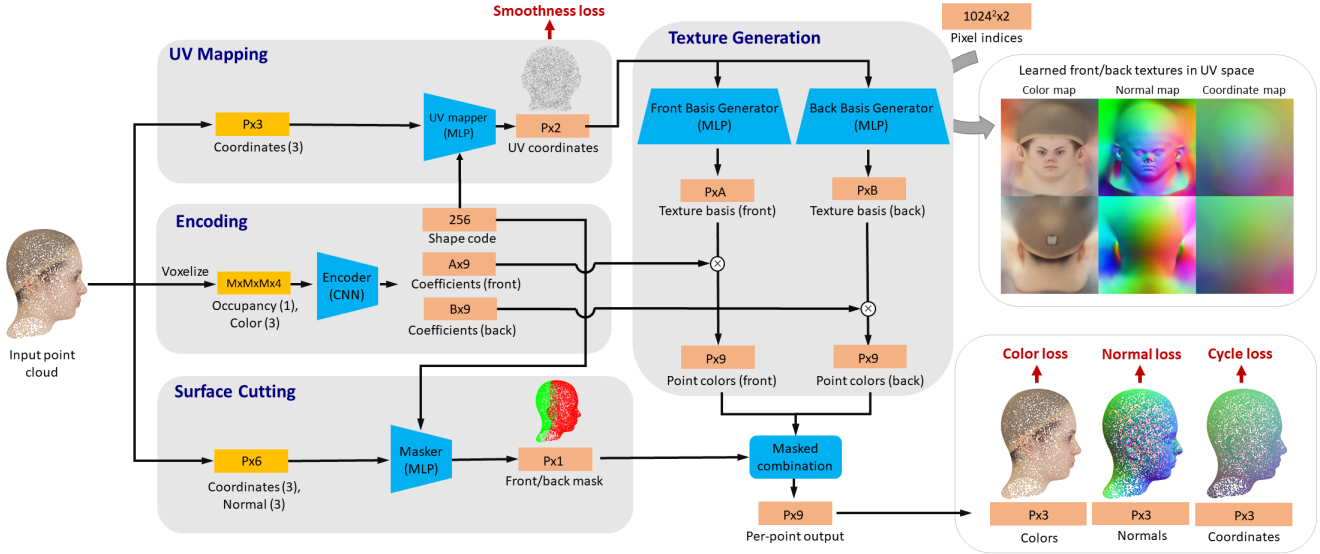 Smoothness loss
1024²x2
Pixel indices
UV Mapping
Texture Generation
Learned front/back textures in UV space
Color map
Normal map
Coordinate map
Px3
Coordinates (3)
UV mapper
(MLP)
Px2
UV coordinates
Front Basis Generator
(MLP)
Back Basis Generator
(MLP)
PxA
Texture basis (front)
PxB
Texture basis (back)
Encoding
256
Shape code
Voxelize
MxMxMx4
Occupancy (1),
Color (3)
Encoder
(CNN)
Ax9
Coefficients (front)
Bx9
Coefficients (back)
Input point
cloud
Px9
Point colors (front)
Px9
Point colors (back)
Surface Cutting
Px6
Coordinates (3),
Normal (3)
Masker
(MLP)
Px1
Front/back mask
Masked
combination
Px9
Per-point output
Color loss
Normal loss
Cycle loss
Px3
Colors
Px3
Normals
Px3
Coordinates